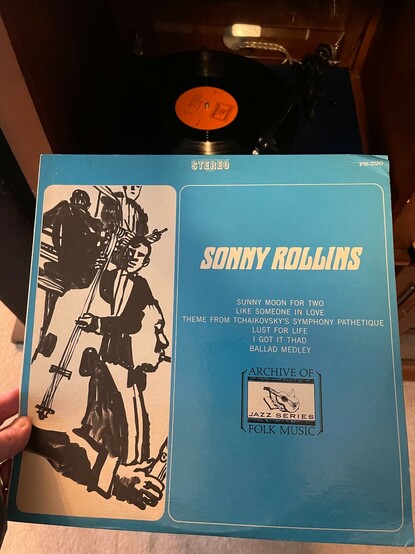 STEREO
FS-290
SONNY ROLLINS
SUNNY MOON FOR TWO
LIKE SOMEONE IN LOVE
THEME FROM TCHAIKOVSKY'S SYMPHONY PATHETIQUE
LUST FOR LIFE
I GOT IT THAD
BALLAD MEDLEY
ARCHIVE OF
JAZZ SERIES
FOLK MUSIC